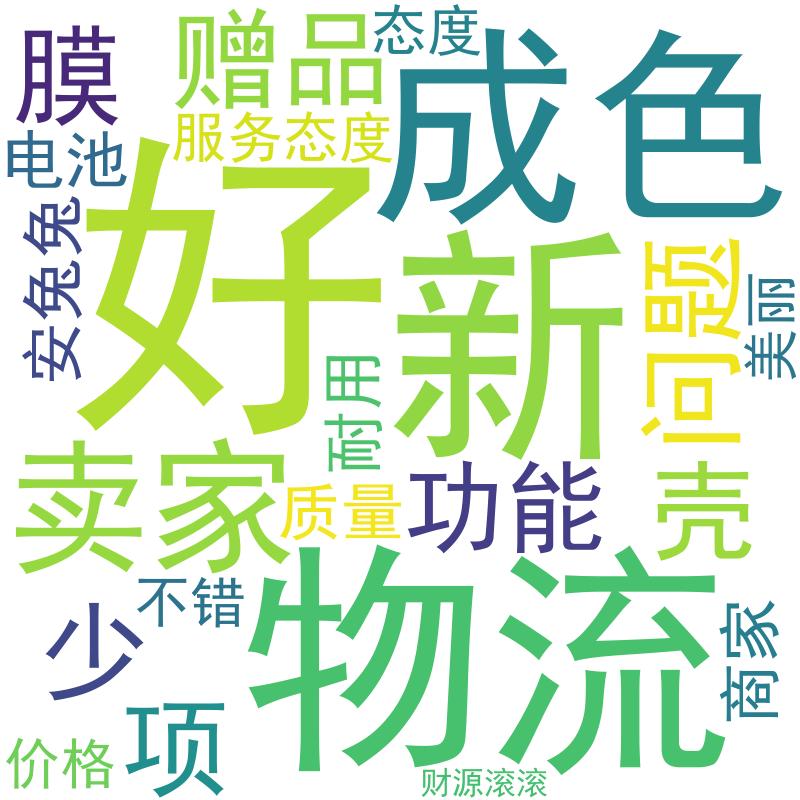 态度
膜
赠品
成色
服务态度
电池
好
安兔兔
新
问题
美丽
耐用
卖家
质量
功能
壳
物流
不错
少
商家
项
价格
财源滚滚